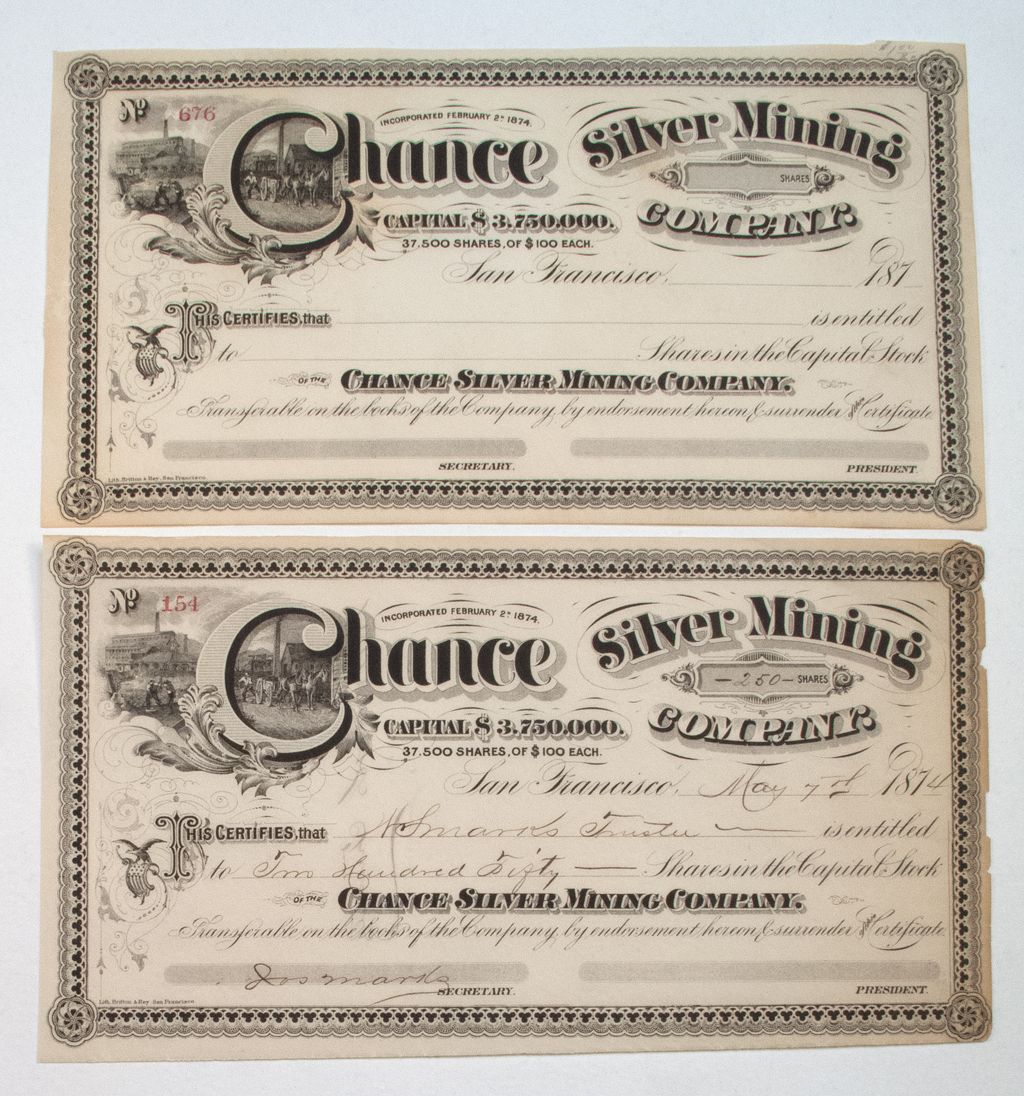 Nº 676
INCORPORATED FEBRUARY 2ND 1874.
Chance Silver Mining
SHARES
COMPANY.
CAPITAL $3,750,000.
37,500 SHARES, OF $100 EACH.
San Francisco, 187
THIS CERTIFIES, that is entitled
to Shares in the Capital Stock
OF THE CHANCE SILVER MINING COMPANY.
Transferable on the books of the Company, by endorsement hereon & surrender of this Certificate
SECRETARY. PRESIDENT.
Lith. Britton & Rey, San Francisco.
Nº 154
INCORPORATED FEBRUARY 2ND 1874.
Chance Silver Mining
—250— SHARES
COMPANY.
CAPITAL $3,750,000.
37,500 SHARES, OF $100 EACH.
San Francisco, May 7th 1874
THIS CERTIFIES, that Marks Trustee — is entitled
to Two Hundred Fifty — Shares in the Capital Stock
OF THE CHANCE SILVER MINING COMPANY.
Transferable on the books of the Company, by endorsement hereon & surrender of this Certificate
Jos Marks
SECRETARY. PRESIDENT.
Lith. Britton & Rey, San Francisco